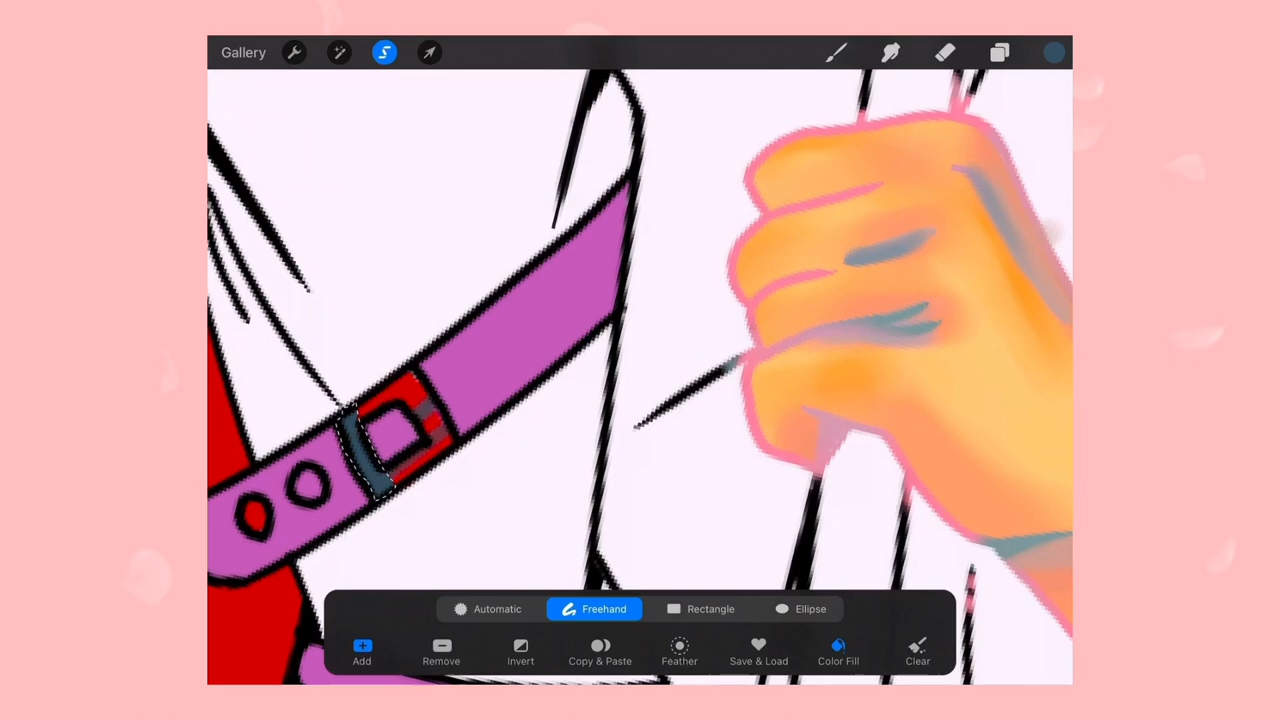 Gallery
Automatic
Freehand
Rectangle
Ellipse
Add
Remove
Invert
Copy & Paste
Feather
Save & Load
Color Fill
Clear